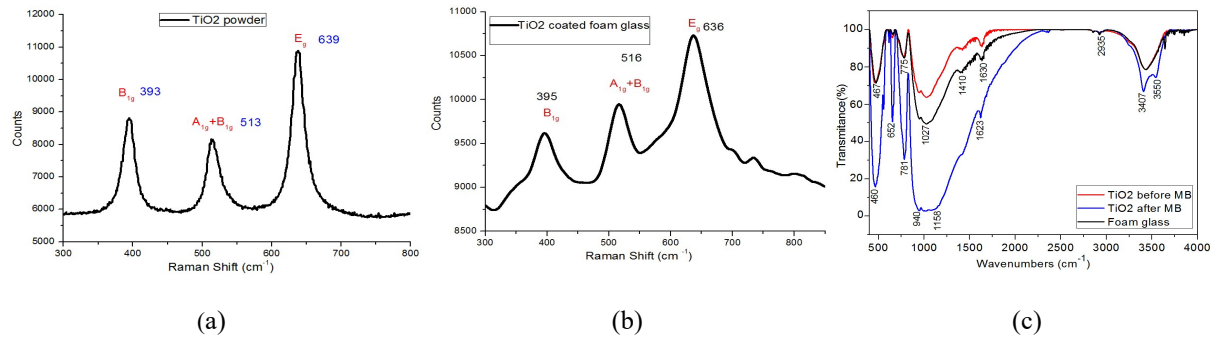 TiO2 powder
12000
11000
10000
9000
8000
7000
6000
5000
Counts
B1g 393
A1g+B1g 513
Eg 639
300 400 500 600 700 800
Raman Shift (cm-1)
(a)
TiO2 coated foam glass
11000
10500
10000
9500
9000
8500
Counts
395
B1g
516
A1g+B1g
Eg 636
300 400 500 600 700 800
Raman Shift (cm-1)
(b)
100
80
60
40
20
0
Transmitance(%)
467
460
652
775
781
940
1027
1158
1410
1630
1623
2935
3407
3550
TiO2 before MB
TiO2 after MB
Foam glass
500 1000 1500 2000 2500 3000 3500 4000
Wavenumbers (cm-1)
(c)